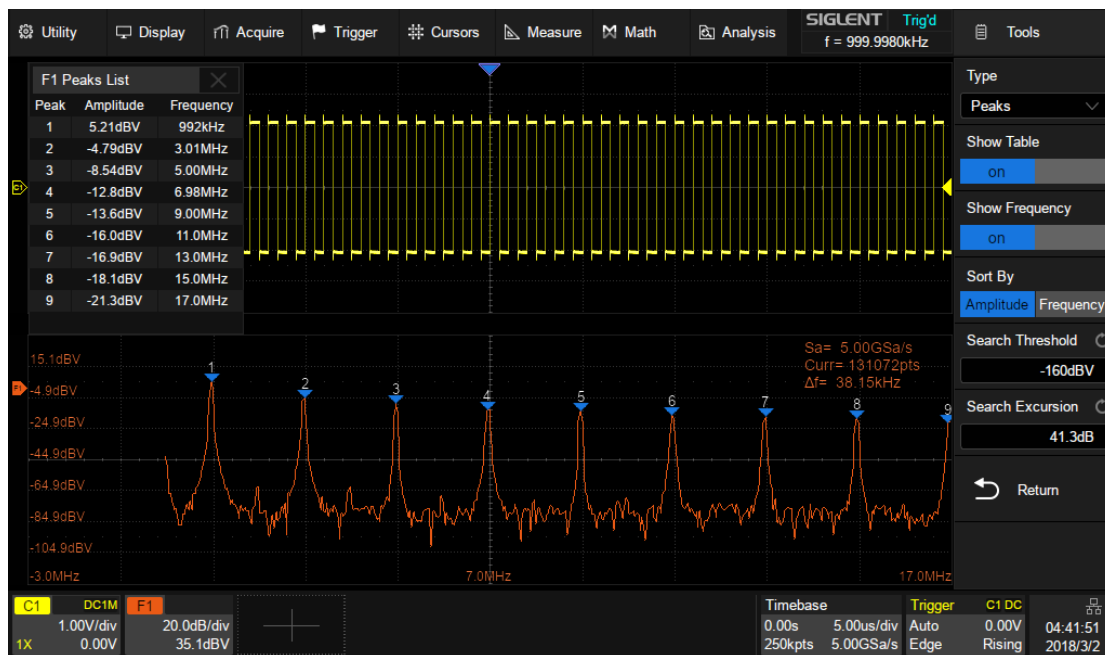 Utility Display Acquire Trigger Cursors Measure Math Analysis
SIGLENT Trig'd
f = 999.9980kHz
Tools
F1 Peaks List
Peak Amplitude Frequency
1 5.21dBV 992kHz
2 -4.79dBV 3.01MHz
3 -8.54dBV 5.00MHz
4 -12.8dBV 6.98MHz
5 -13.6dBV 9.00MHz
6 -16.0dBV 11.0MHz
7 -16.9dBV 13.0MHz
8 -18.1dBV 15.0MHz
9 -21.3dBV 17.0MHz
C1
Type
Peaks
Show Table
on
Show Frequency
on
Sort By
Amplitude Frequency
Search Threshold
-160dBV
Search Excursion
41.3dB
Return
Sa= 5.00GSa/s
Curr= 131072pts
Δf= 38.15kHz
15.1dBV
F1 -4.9dBV
-24.9dBV
-44.9dBV
-64.9dBV
-84.9dBV
-104.9dBV
1 2 3 4 5 6 7 8 9
-3.0MHz 7.0MHz 17.0MHz
C1 DC1M
1.00V/div
1X 0.00V
F1
20.0dB/div
35.1dBV
Timebase
0.00s 5.00us/div
250kpts 5.00GSa/s
Trigger C1 DC
Auto 0.00V
Edge Rising
04:41:51
2018/3/2